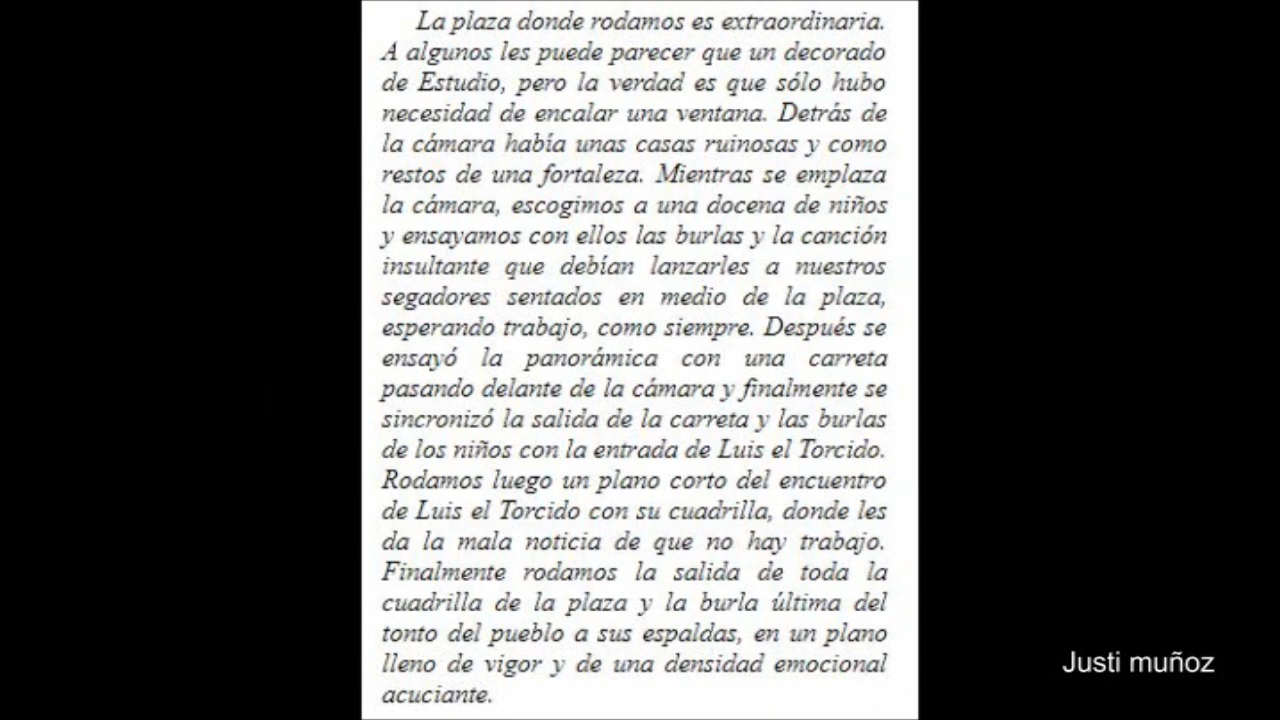 La plaza donde rodamos es extraordinaria.
A algunos les puede parecer que un decorado
de Estudio, pero la verdad es que sólo hubo
necesidad de encalar una ventana. Detrás de
la cámara había unas casas ruinosas y como
restos de una fortaleza. Mientras se emplaza
la cámara, escogimos a una docena de niños
y ensayamos con ellos las burlas y la canción
insultante que debían lanzarles a nuestros
segadores sentados en medio de la plaza,
esperando trabajo, como siempre. Después se
ensayó la panorámica con una carreta
pasando delante de la cámara y finalmente se
sincronizó la salida de la carreta y las burlas
de los niños con la entrada de Luis el Torcido.
Rodamos luego un plano corto del encuentro
de Luis el Torcido con su cuadrilla, donde les
da la mala noticia de que no hay trabajo.
Finalmente rodamos la salida de toda la
cuadrilla de la plaza y la burla última del
tonto del pueblo a sus espaldas, en un plano
lleno de vigor y de una densidad emocional
acuciante.
Justi muñoz